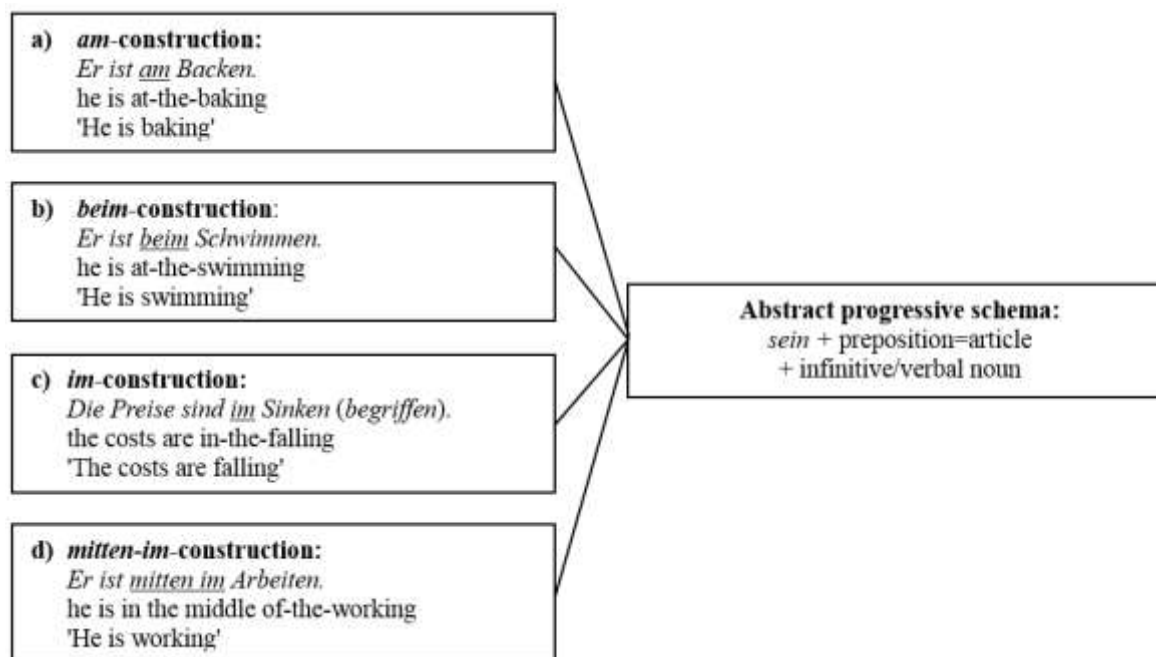 a) am-construction:
Er ist am Backen.
he is at-the-baking
'He is baking'
b) beim-construction:
Er ist beim Schwimmen.
he is at-the-swimming
'He is swimming'
c) im-construction:
Die Preise sind im Sinken (begriffen).
the costs are in-the-falling
'The costs are falling'
d) mitten-im-construction:
Er ist mitten im Arbeiten.
he is in the middle of-the-working
'He is working'
Abstract progressive schema:
sein + preposition=article
+ infinitive/verbal noun